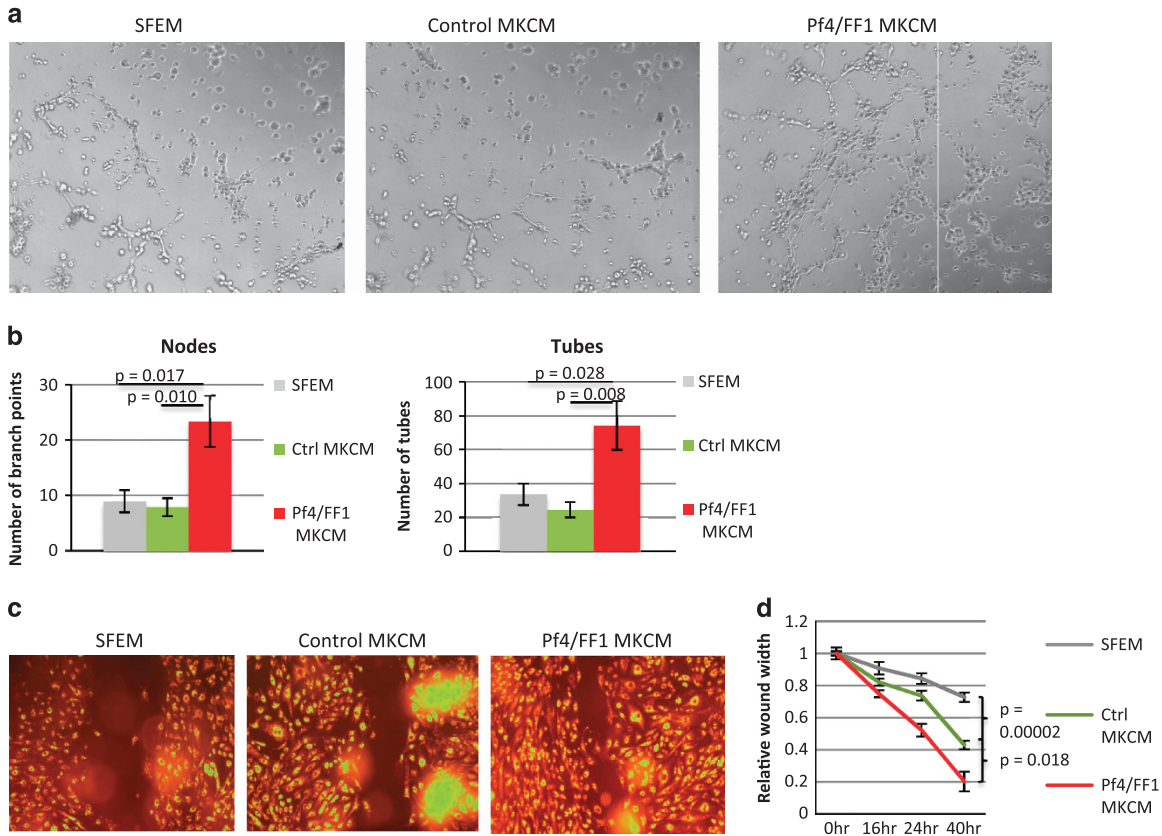 a
SFEM
Control MKCM
Pf4/FF1 MKCM
b
Nodes
Number of branch points
30
20
10
0
p = 0.017
p = 0.010
SFEM
Ctrl MKCM
Pf4/FF1
MKCM
Tubes
Number of tubes
100
80
60
40
20
0
p = 0.028
p = 0.008
SFEM
Ctrl MKCM
Pf4/FF1
MKCM
c
SFEM
Control MKCM
Pf4/FF1 MKCM
d
Relative wound width
1.2
1
0.8
0.6
0.4
0.2
0
0hr 16hr 24hr 40hr
p =
0.00002
p = 0.018
SFEM
Ctrl
MKCM
Pf4/FF1
MKCM